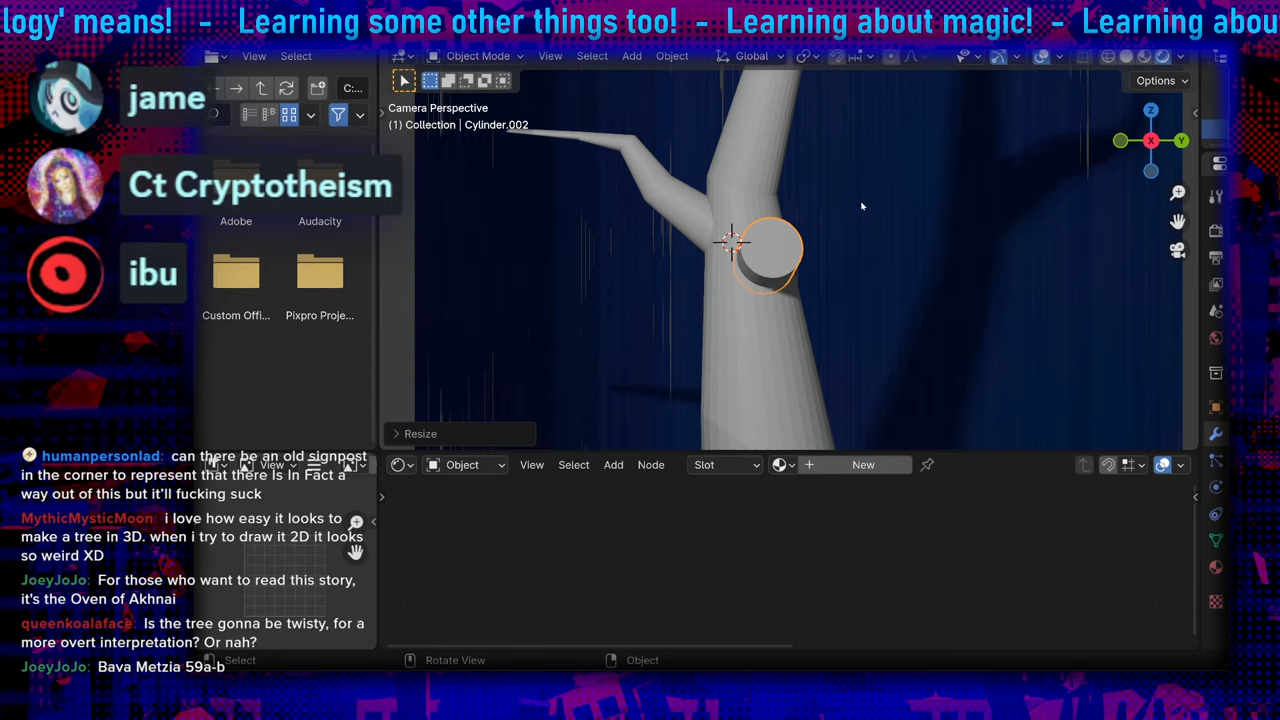 logy' means!   -   Learning some other things too!  -  Learning about magic!  -  Learning abou
View Select
Object Mode View Select Add Object Global
C:...
Options
jame
Camera Perspective
(1) Collection | Cylinder.002
Z
X
Y
Ct Cryptotheism
Adobe Audacity
ibu
Custom Offi... Pixpro Proje...
Resize
humanpersonlad: can there be an old signpost
in the corner to represent that there Is In Fact a
way out of this but it'll fucking suck
View
Object View Select Add Node Slot New
MythicMysticMoon: i love how easy it looks to
make a tree in 3D. when i try to draw it 2D it looks
so weird XD
JoeyJoJo: For those who want to read this story,
it's the Oven of Akhnai
queenkoalaface: Is the tree gonna be twisty, for a
more overt interpretation? Or nah?
JoeyJoJo: Bava Metzia 59a-b
Select Rotate View Object